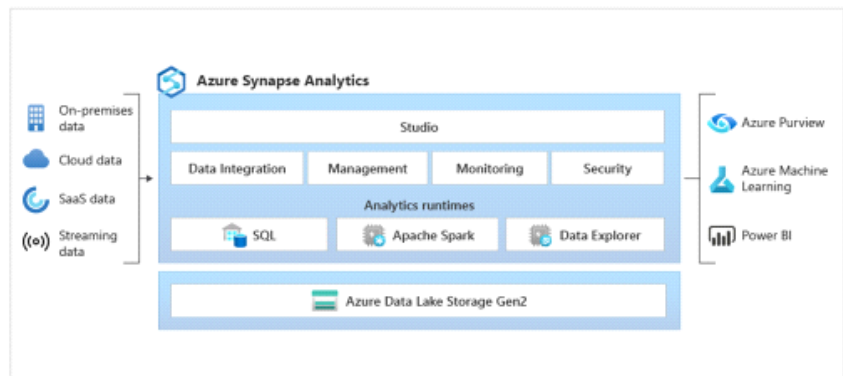 Azure Synapse Analytics
On-premises
data
Cloud data
SaaS data
Streaming
data
Studio
Data Integration
Management
Monitoring
Security
Analytics runtimes
SQL
Apache Spark
Data Explorer
Azure Data Lake Storage Gen2
Azure Purview
Azure Machine
Learning
Power BI